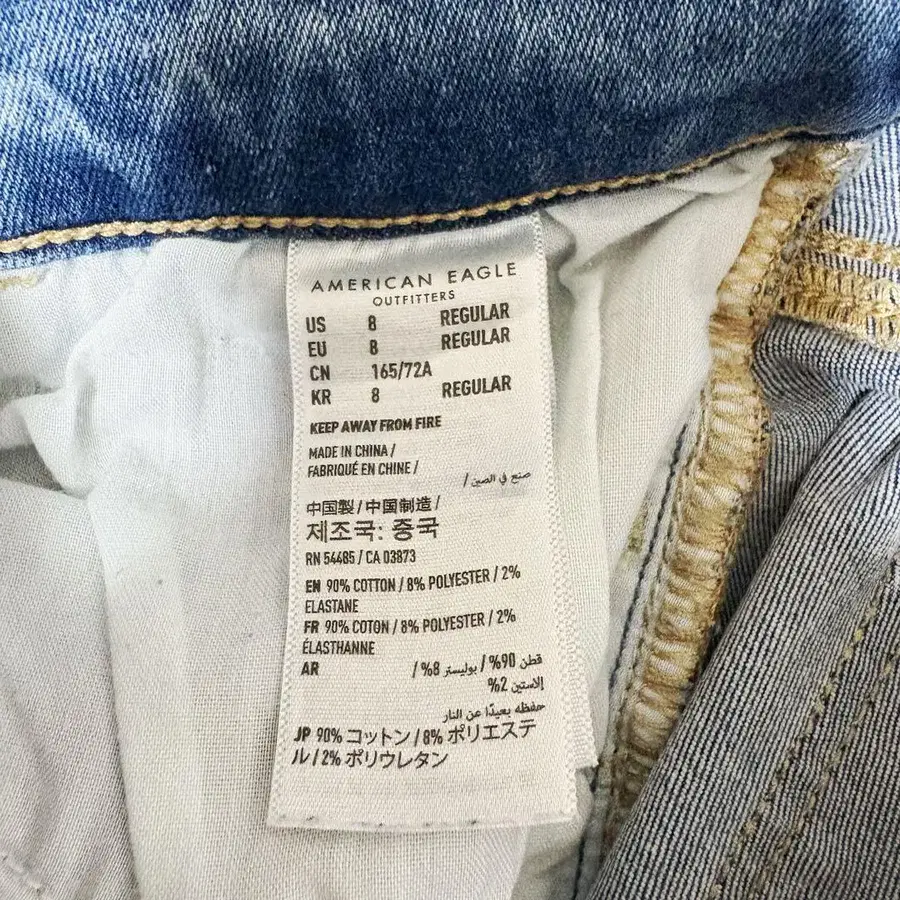 AMERICAN EAGLE
OUTFITTERS
US 8 REGULAR
EU 8 REGULAR
CN 165/72A
KR 8 REGULAR
KEEP AWAY FROM FIRE
MADE IN CHINA /
FABRIQUÉ EN CHINE /
صنع في الصين /
中国製 / 中国制造 /
제조국: 중국
RN 54485 / CA 03873
EN 90% COTTON / 8% POLYESTER / 2%
ELASTANE
FR 90% COTON / 8% POLYESTER / 2%
ÉLASTHANNE
AR قطن 90% / بوليستر 8% /
إلاستين 2%
حفظه بعيدًا عن النار
JP 90% コットン / 8% ポリエステ
ル / 2% ポリウレタン